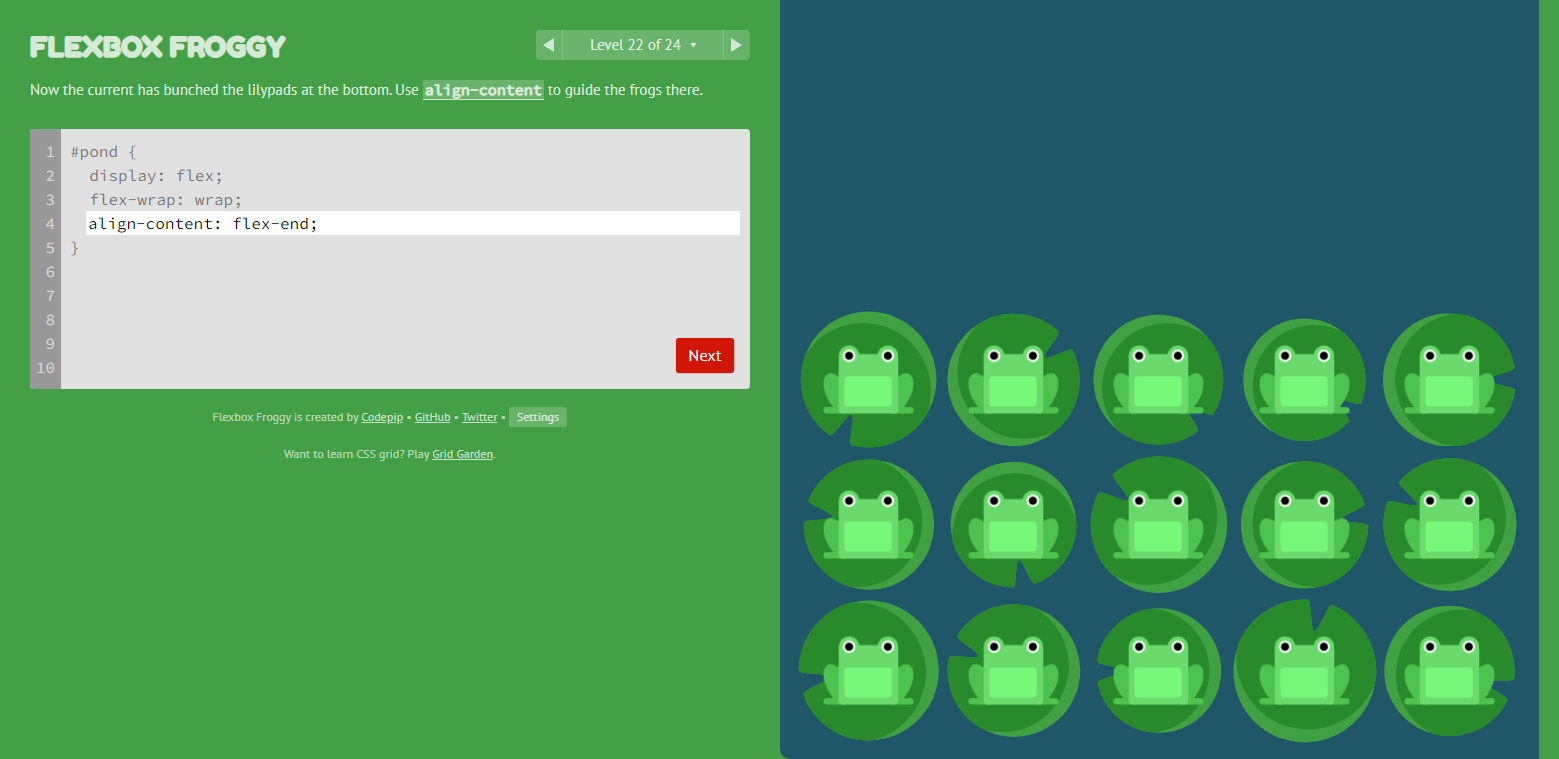 FLEXBOX FROGGY
◀ Level 22 of 24 ▾ ▶
Now the current has bunched the lilypads at the bottom. Use align-content to guide the frogs there.
1 #pond {
2 display: flex;
3 flex-wrap: wrap;
4 align-content: flex-end;
5 }
6
7
8
9
10
Next
Flexbox Froggy is created by Codepip • GitHub • Twitter • Settings
Want to learn CSS grid? Play Grid Garden.